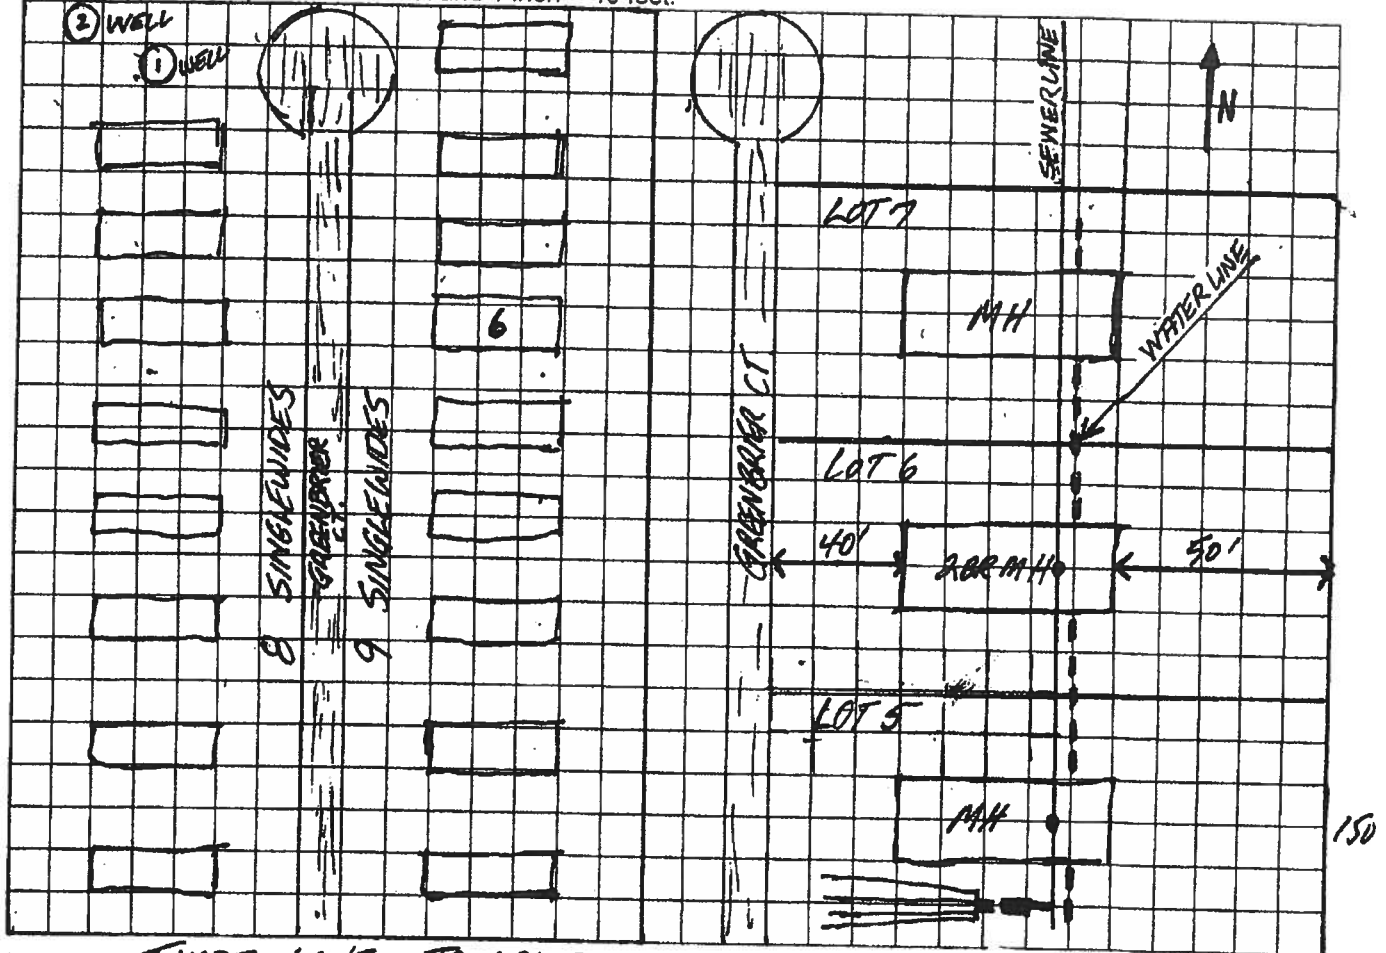 ② WELL
① WELL
SEWERLINE
N
LOT 7
MH
WATERLINE
6
8 SINGLEWIDES
GREENBRIER
CT.
9 SINGLEWIDES
GREENBRIER CT
LOT 6
40'
2BR MH
50'
LOT 5
MH
150